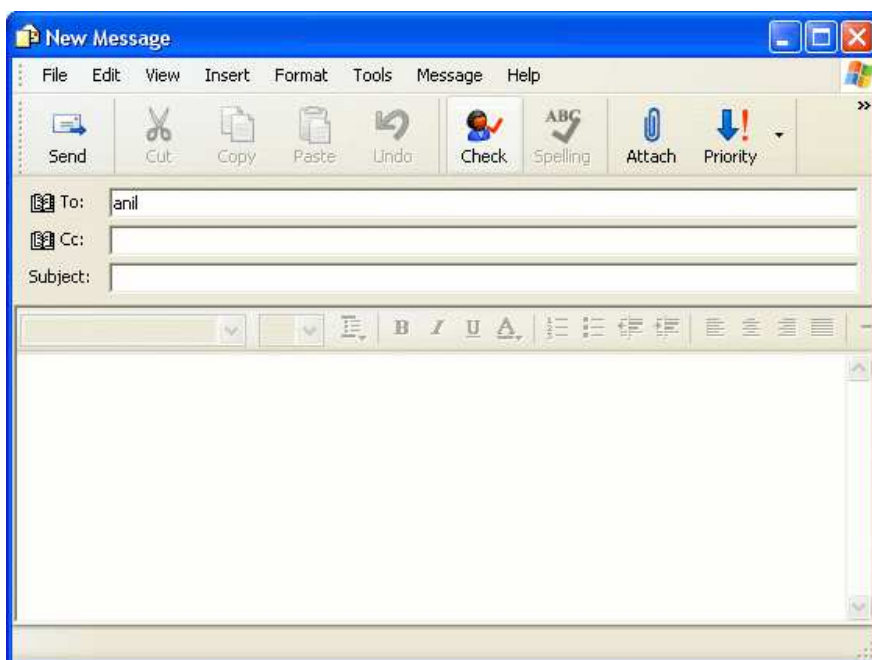 New Message
File Edit View Insert Format Tools Message Help
Send Cut Copy Paste Undo Check ABC Spelling Attach Priority
To: anil
Cc:
Subject:
B I U A